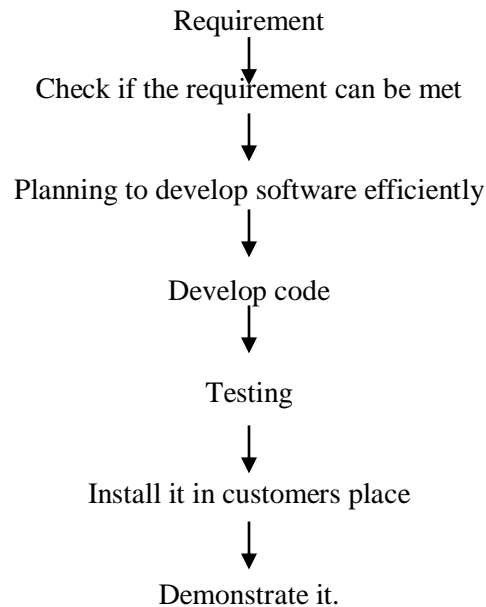 Requirement
Check if the requirement can be met
Planning to develop software efficiently
Develop code
Testing
Install it in customers place
Demonstrate it.